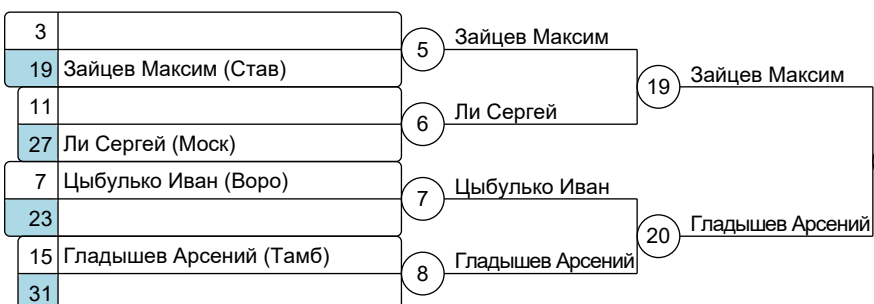 3
5 Зайцев Максим
19 Зайцев Максим (Став)
19 Зайцев Максим
11
6 Ли Сергей
27 Ли Сергей (Моск)
7 Цыбулько Иван (Воро)
7 Цыбулько Иван
23
20 Гладышев Арсений
15 Гладышев Арсений (Тамб)
8 Гладышев Арсений
31